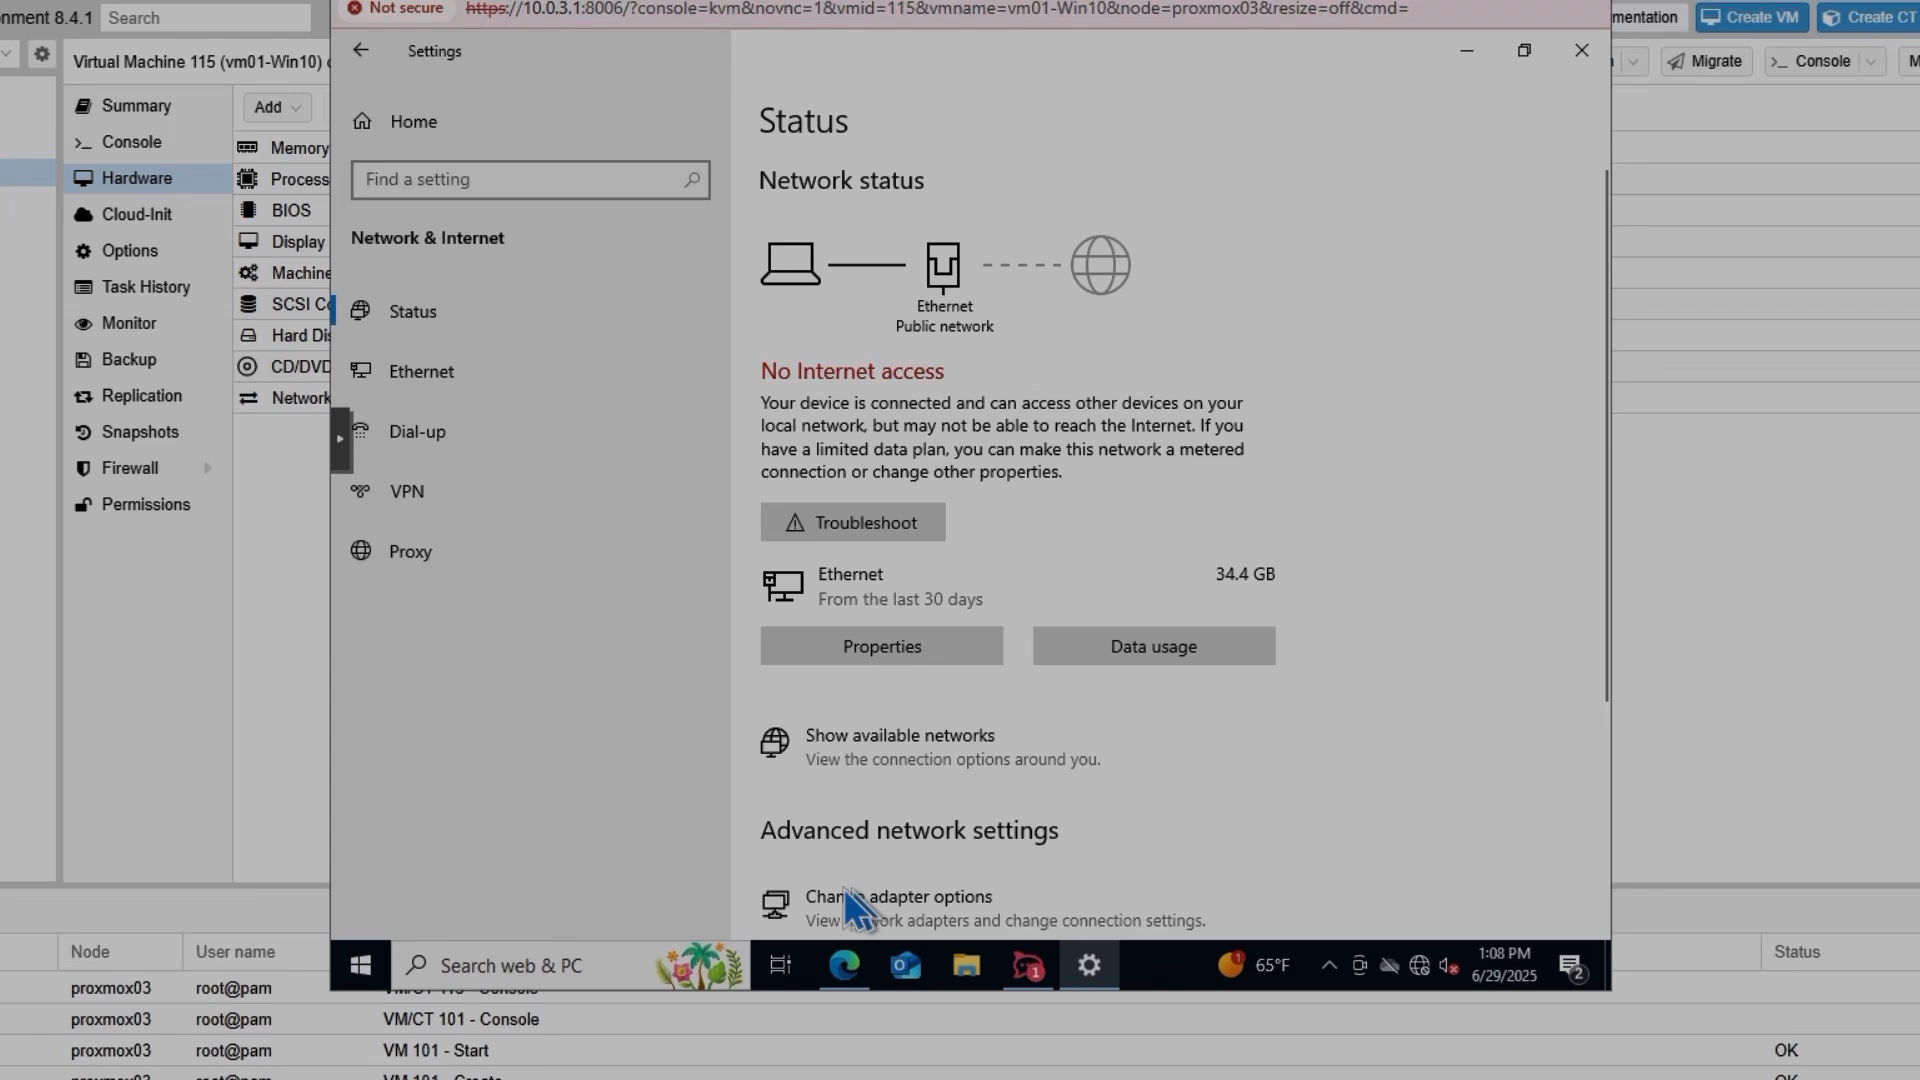 nment 8.4.1
Search
Not secure
https://10.0.3.1:8006/?console=kvm&novnc=1&vmid=115&vmname=vm01-Win10&node=proxmox03&resize=off&cmd=
mentation
Create VM
Create CT
Virtual Machine 115 (vm01-Win10)
Migrate
Console
Summary
Console
Hardware
Cloud-Init
Options
Task History
Monitor
Backup
Replication
Snapshots
Firewall
Permissions
Add
Memory
Process
BIOS
Display
Machine
SCSI Co
Hard Dis
CD/DVD
Network
Settings
Home
Find a setting
Network & Internet
Status
Ethernet
Dial-up
VPN
Proxy
Status
Network status
Ethernet
Public network
No Internet access
Your device is connected and can access other devices on your
local network, but may not be able to reach the Internet. If you
have a limited data plan, you can make this network a metered
connection or change other properties.
Troubleshoot
Ethernet
34.4 GB
From the last 30 days
Properties
Data usage
Show available networks
View the connection options around you.
Advanced network settings
Chan adapter options
View rk adapters and change connection settings.
Search web & PC
1
1
65°F
1:08 PM
6/29/2025
2
Node
User name
Status
proxmox03 root@pam
proxmox03 root@pam VM/CT 101 - Console
proxmox03 root@pam VM 101 - Start OK